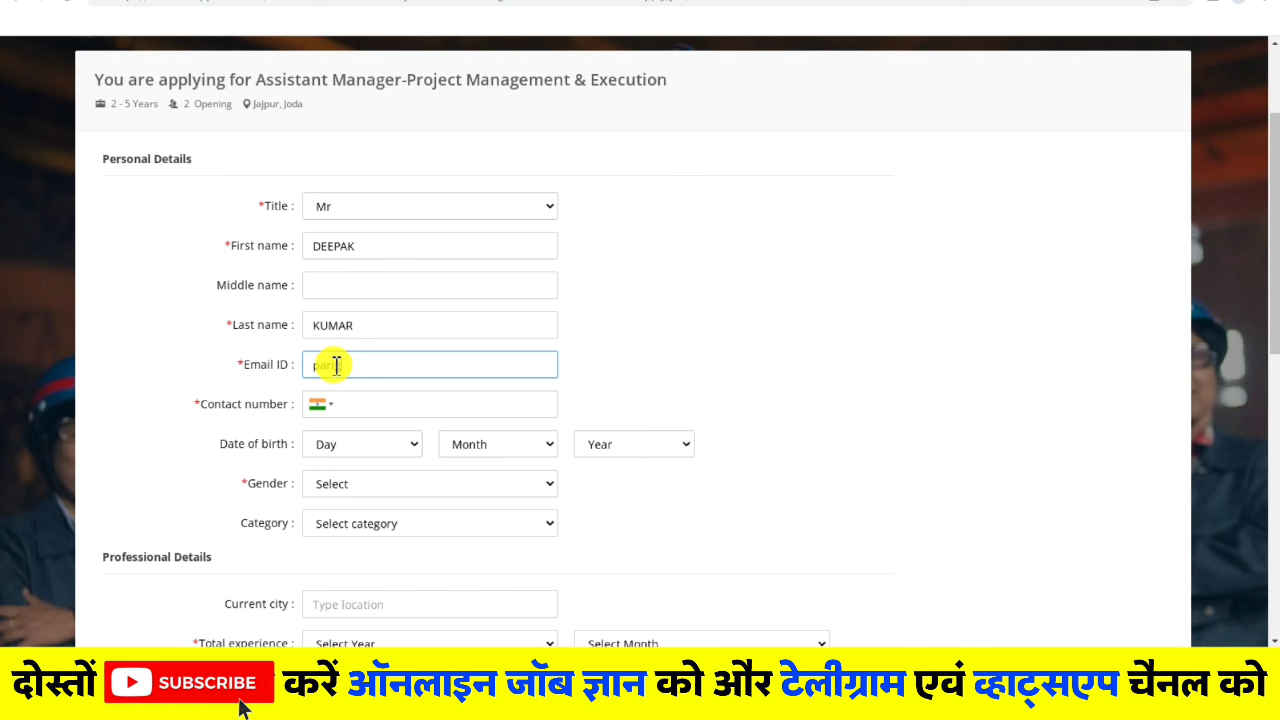 You are applying for Assistant Manager-Project Management & Execution
2 - 5 Years 2 Opening Jajpur, Joda
Personal Details
*Title : Mr
*First name : DEEPAK
Middle name :
*Last name : KUMAR
*Email ID :
*Contact number :
Date of birth : Day Month Year
*Gender : Select
Category : Select category
Professional Details
Current city : Type location
*Total experience : Select Year Select Month
दोस्तों SUBSCRIBE करें ऑनलाइन जॉब ज्ञान को और टेलीग्राम एवं व्हाट्सएप चैनल को